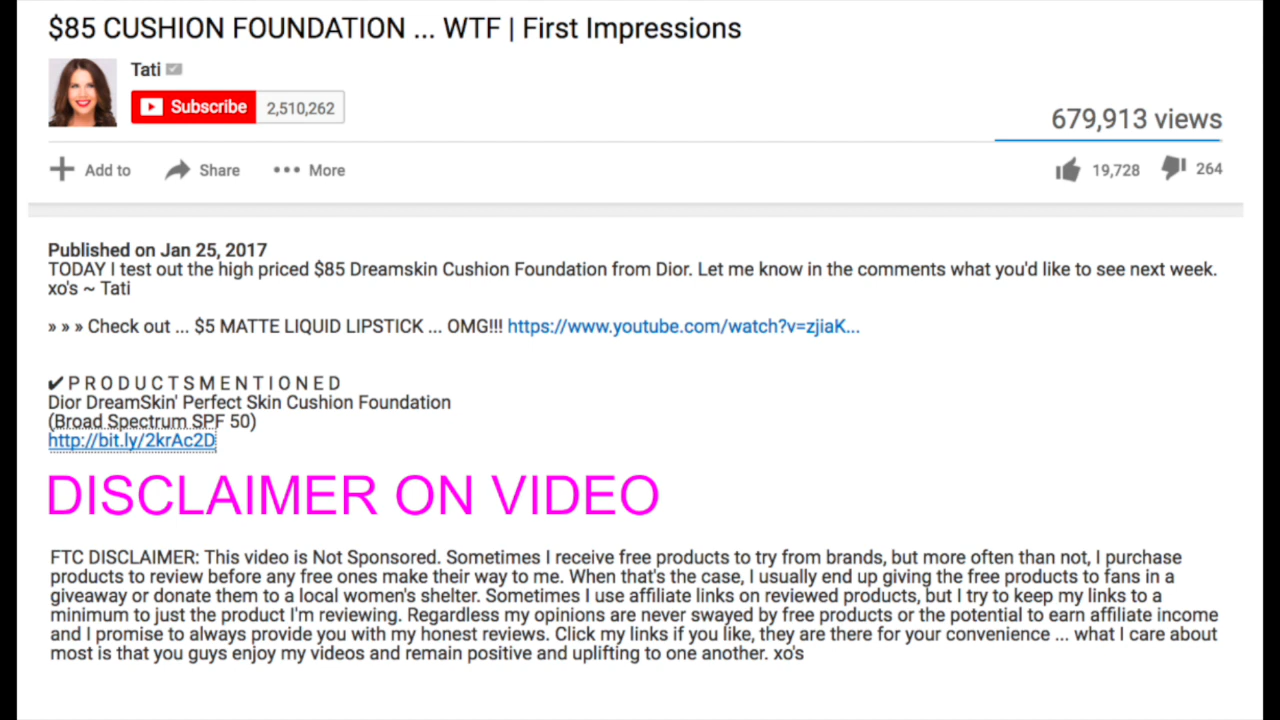 $85 CUSHION FOUNDATION ... WTF | First Impressions
Tati
Subscribe 2,510,262
679,913 views
Add to Share More 19,728 264
Published on Jan 25, 2017
TODAY I test out the high priced $85 Dreamskin Cushion Foundation from Dior. Let me know in the comments what you'd like to see next week.
xo's ~ Tati
» » » Check out ... $5 MATTE LIQUID LIPSTICK ... OMG!!! https://www.youtube.com/watch?v=zjiaK...
✔ P R O D U C T S M E N T I O N E D
Dior DreamSkin' Perfect Skin Cushion Foundation
(Broad Spectrum SPF 50)
http://bit.ly/2krAc2D
DISCLAIMER ON VIDEO
FTC DISCLAIMER: This video is Not Sponsored. Sometimes I receive free products to try from brands, but more often than not, I purchase
products to review before any free ones make their way to me. When that's the case, I usually end up giving the free products to fans in a
giveaway or donate them to a local women's shelter. Sometimes I use affiliate links on reviewed products, but I try to keep my links to a
minimum to just the product I'm reviewing. Regardless my opinions are never swayed by free products or the potential to earn affiliate income
and I promise to always provide you with my honest reviews. Click my links if you like, they are there for your convenience ... what I care about
most is that you guys enjoy my videos and remain positive and uplifting to one another. xo's